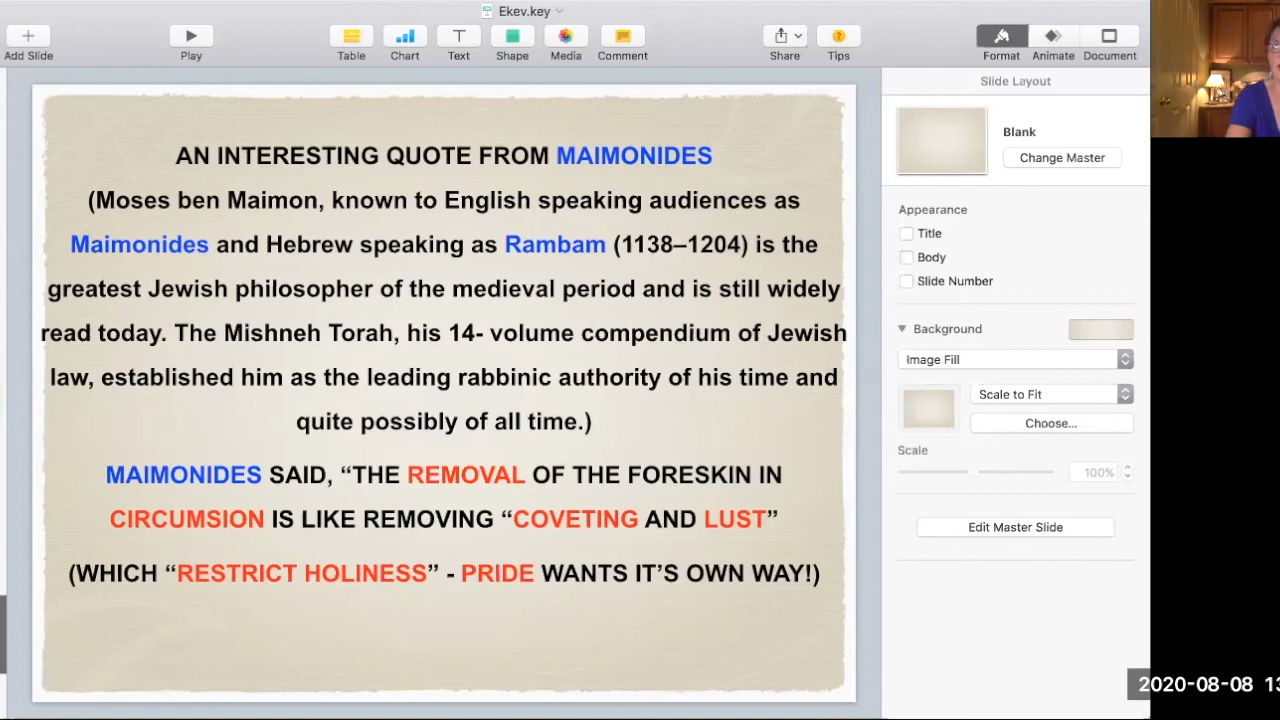 Ekev.key
Add Slide
Play
Table
Chart
Text
Shape
Media
Comment
Share
Tips
Format
Animate
Document
AN INTERESTING QUOTE FROM MAIMONIDES
(Moses ben Maimon, known to English speaking audiences as
Maimonides and Hebrew speaking as Rambam (1138–1204) is the
greatest Jewish philosopher of the medieval period and is still widely
read today. The Mishneh Torah, his 14- volume compendium of Jewish
law, established him as the leading rabbinic authority of his time and
quite possibly of all time.)
MAIMONIDES SAID, “THE REMOVAL OF THE FORESKIN IN
CIRCUMSION IS LIKE REMOVING “COVETING AND LUST”
(WHICH “RESTRICT HOLINESS” - PRIDE WANTS IT’S OWN WAY!)
Slide Layout
Blank
Change Master
Appearance
Title
Body
Slide Number
Background
Image Fill
Scale to Fit
Choose...
Scale
100%
Edit Master Slide
2020-08-08 13